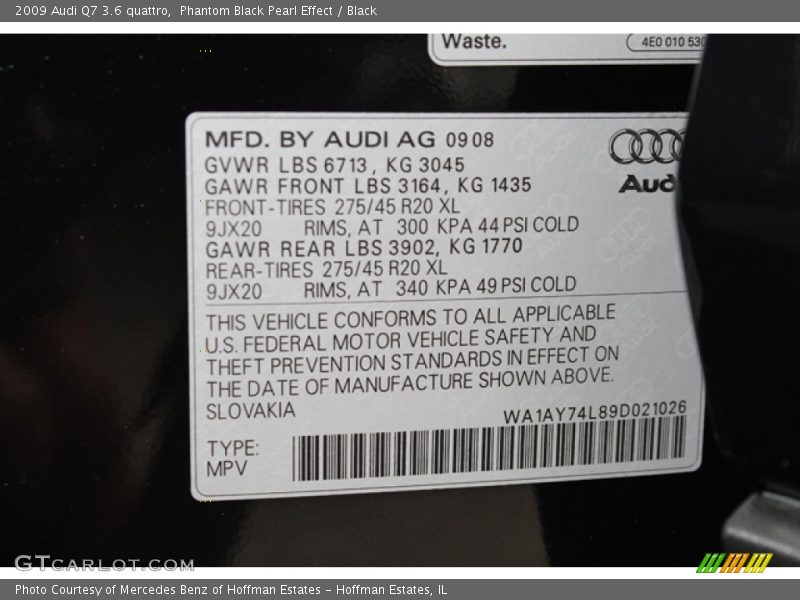 2009 Audi Q7 3.6 quattro,  Phantom Black Pearl Effect / Black
Waste.
4E0 010 530
MFD. BY AUDI AG 09 08
GVWR LBS 6713, KG 3045
GAWR FRONT LBS 3164, KG 1435
FRONT-TIRES 275/45 R20 XL
9JX20 RIMS, AT 300 KPA 44 PSI COLD
GAWR REAR LBS 3902, KG 1770
REAR-TIRES 275/45 R20 XL
9JX20 RIMS, AT 340 KPA 49 PSI COLD
Audi
THIS VEHICLE CONFORMS TO ALL APPLICABLE
U.S. FEDERAL MOTOR VEHICLE SAFETY AND
THEFT PREVENTION STANDARDS IN EFFECT ON
THE DATE OF MANUFACTURE SHOWN ABOVE.
SLOVAKIA
WA1AY74L89D021026
TYPE:
MPV
GTCARLOT.COM
Photo Courtesy of Mercedes Benz of Hoffman Estates - Hoffman Estates, IL